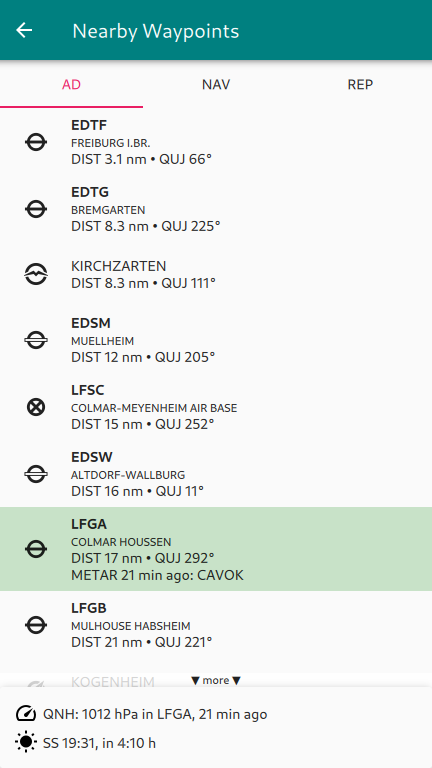 Nearby Waypoints
AD
NAV
REP
EDTF
FREIBURG I.BR.
DIST 3.1 nm • QUJ 66°
EDTG
BREMGARTEN
DIST 8.3 nm • QUJ 225°
KIRCHZARTEN
DIST 8.3 nm • QUJ 111°
EDSM
MUELLHEIM
DIST 12 nm • QUJ 205°
LFSC
COLMAR-MEYENHEIM AIR BASE
DIST 15 nm • QUJ 252°
EDSW
ALTDORF-WALLBURG
DIST 16 nm • QUJ 11°
LFGA
COLMAR HOUSSEN
DIST 17 nm • QUJ 292°
METAR 21 min ago: CAVOK
LFGB
MULHOUSE HABSHEIM
DIST 21 nm • QUJ 221°
KOGENHEIM
▼ more ▼
QNH: 1012 hPa in LFGA, 21 min ago
SS 19:31, in 4:10 h